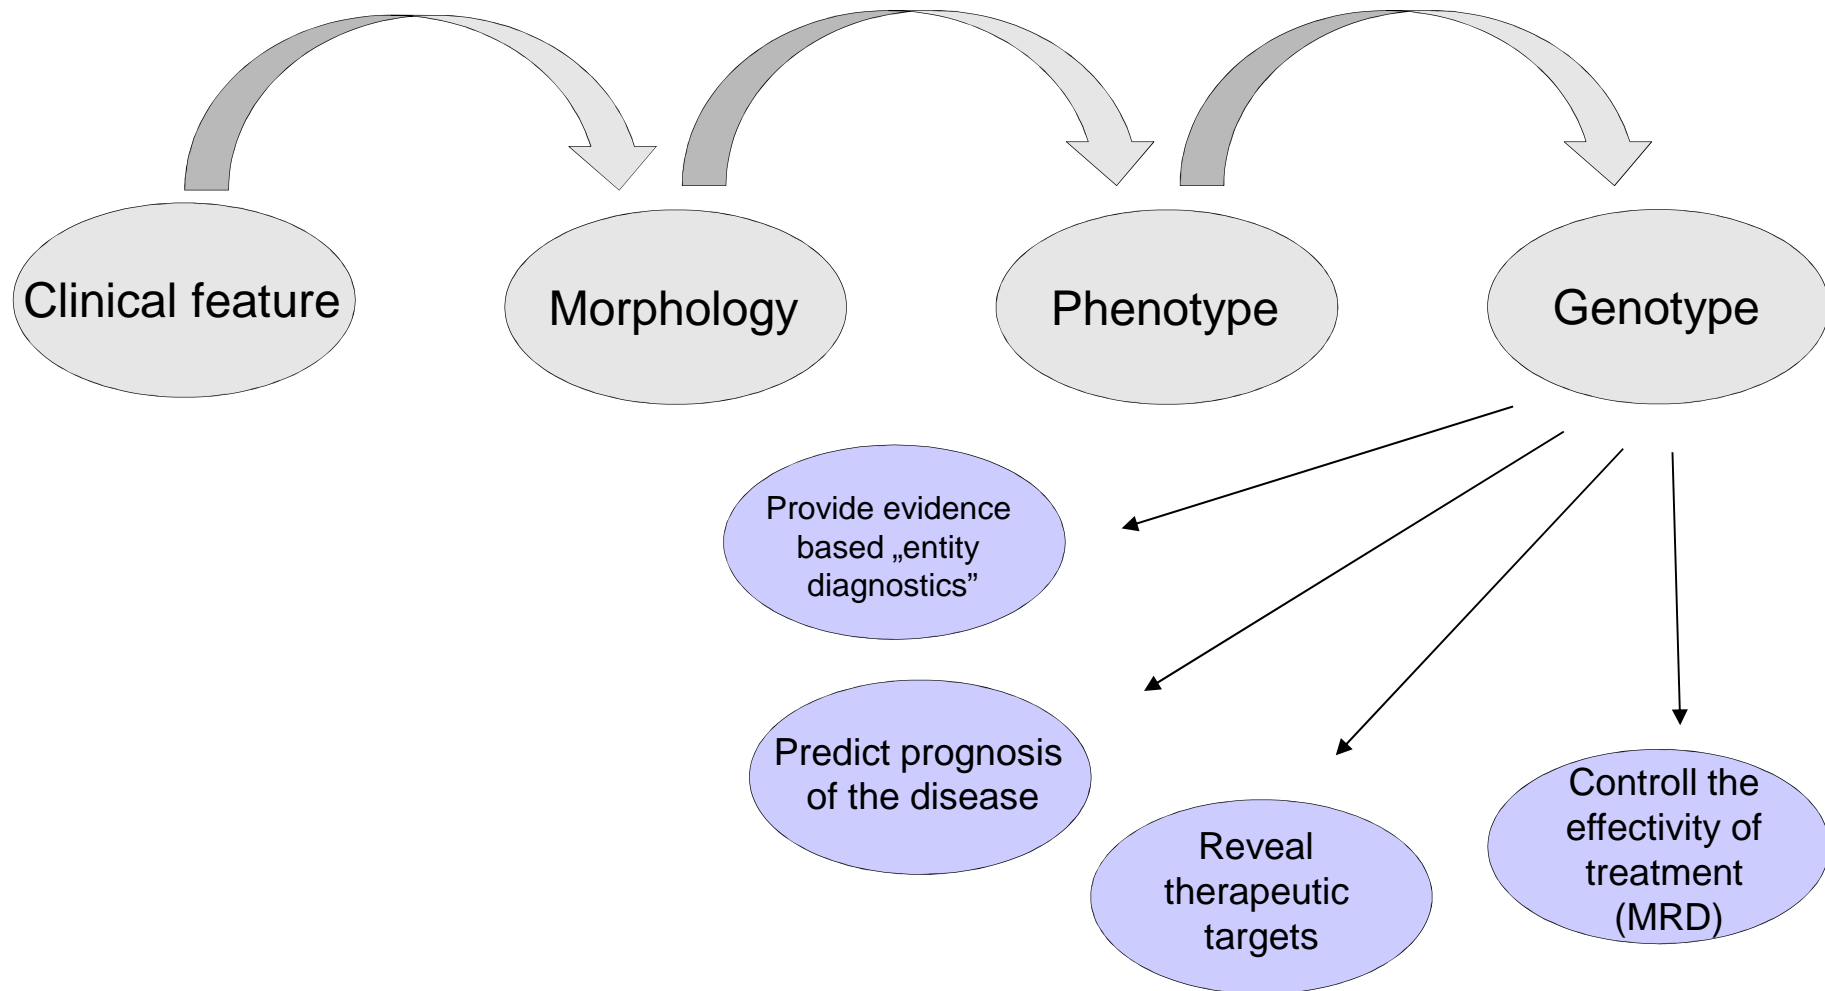 Clinical feature
Morphology
Phenotype
Genotype
Provide evidence
based „entity
diagnostics”
Predict prognosis
of the disease
Reveal
therapeutic
targets
Controll the
effectivity of
treatment
(MRD)